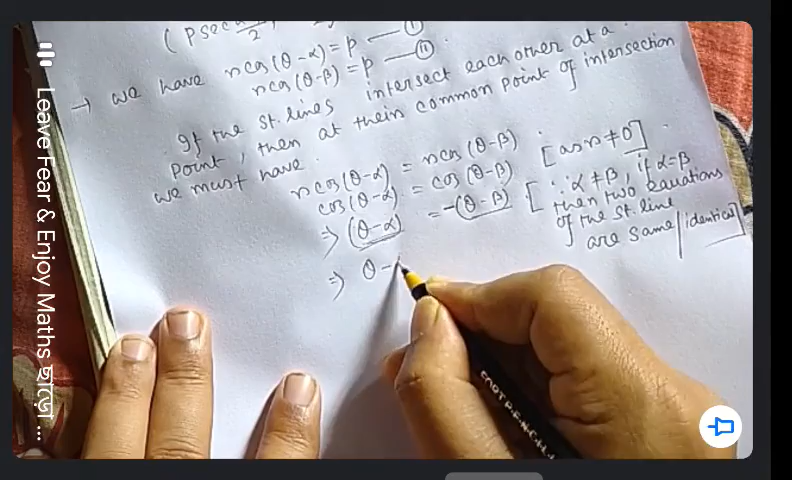 (P sec α/2,
→ we have r cos(θ-α) = P — (i)
r cos(θ-β) = P — (ii)
If the st. lines intersect each other at a
point, then at their common point of intersection
we must have.
r cos(θ-α) = r cos(θ-β)
cos(θ-α) = cos(θ-β) [as r ≠ 0]
⇒ (θ-α) = -(θ-β) [∵ α ≠ β, if α=β
then two equations
of the st. line
are same/identical]
⇒ θ-
Leave Fear & Enjoy Maths ছাড়ো ...